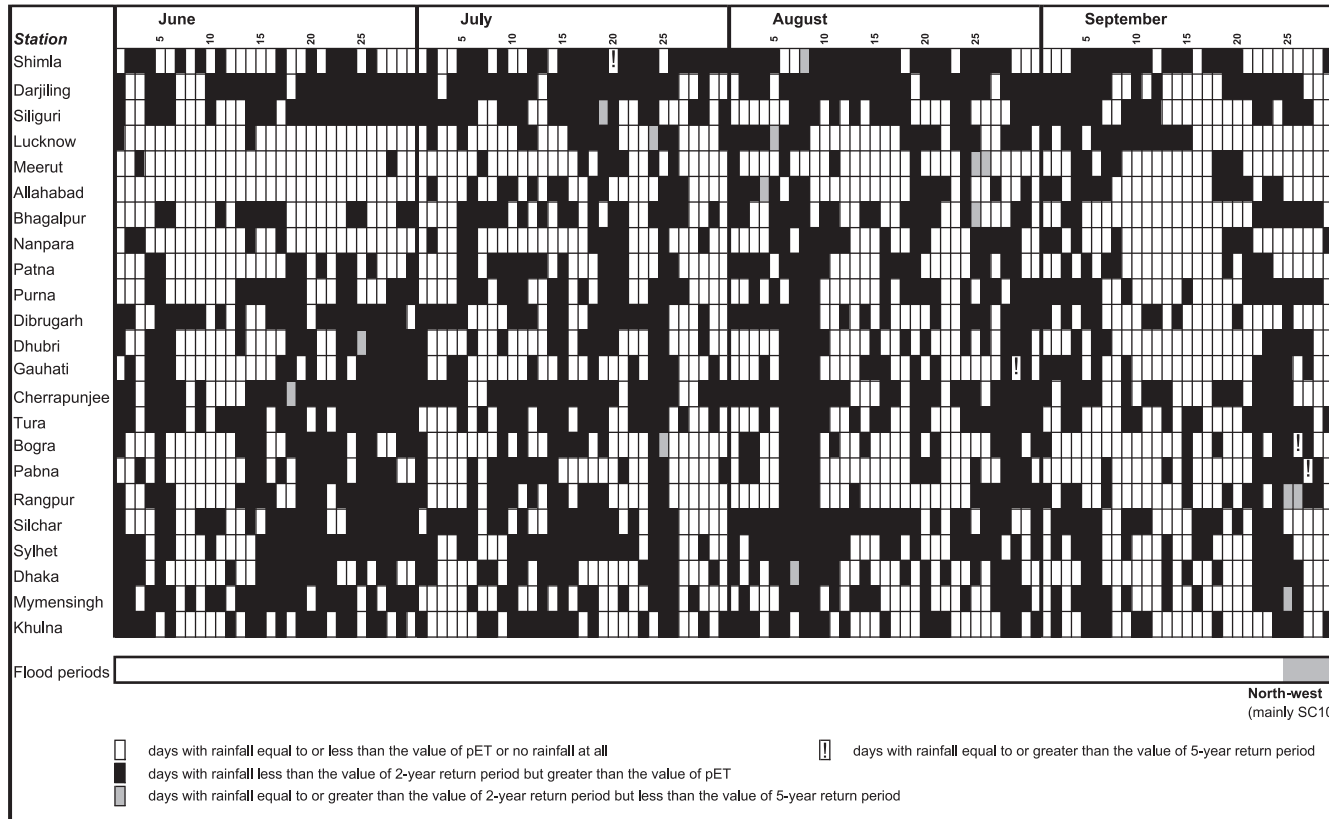 June July August September
Station 5 10 15 20 25 5 10 15 20 25 5 10 15 20 25 5 10 15 20 25
Shimla !
Darjiling
Siliguri
Lucknow
Meerut
Allahabad
Bhagalpur
Nanpara
Patna
Purna
Dibrugarh
Dhubri
Gauhati !
Cherrapunjee
Tura
Bogra !
Pabna !
Rangpur
Silchar
Sylhet
Dhaka
Mymensingh
Khulna
Flood periods
North-west
(mainly SC10
days with rainfall equal to or less than the value of pET or no rainfall at all
! days with rainfall equal to or greater than the value of 5-year return period
days with rainfall less than the value of 2-year return period but greater than the value of pET
days with rainfall equal to or greater than the value of 2-year return period but less than the value of 5-year return period